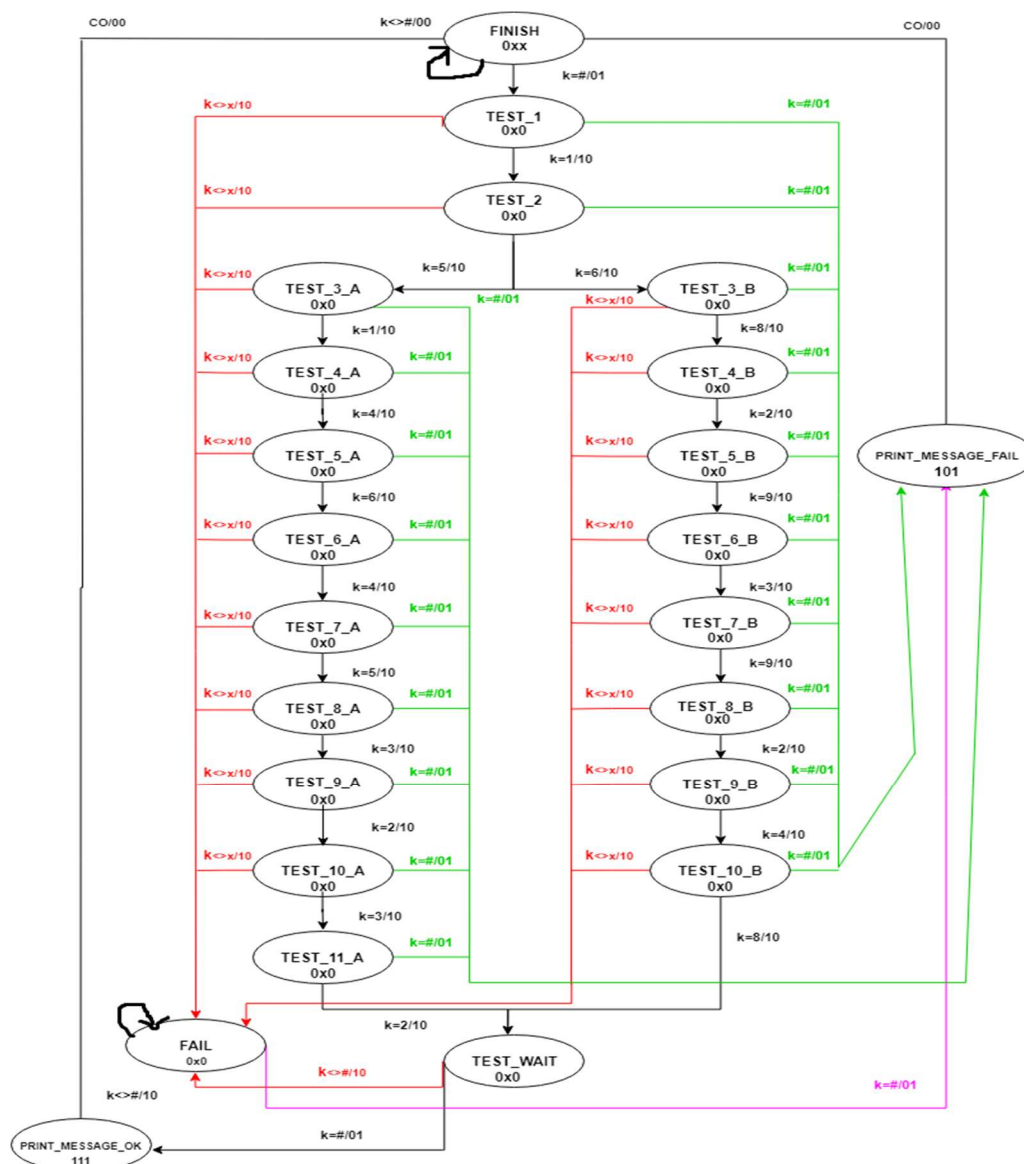 CO/00
k<>#/00
FINISH
0xx
CO/00
k=#/01
k<>x/10
TEST_1
0x0
k=#/01
k=1/10
k<>x/10
TEST_2
0x0
k=#/01
k=5/10
k=6/10
k<>x/10
TEST_3_A
0x0
k=#/01
k<>x/10
TEST_3_B
0x0
k=#/01
k=1/10
k=8/10
k<>x/10
TEST_4_A
0x0
k=#/01
k<>x/10
TEST_4_B
0x0
k=#/01
k=4/10
k=2/10
k<>x/10
TEST_5_A
0x0
k=#/01
k<>x/10
TEST_5_B
0x0
k=#/01
PRINT_MESSAGE_FAIL
101
k=6/10
k=9/10
k<>x/10
TEST_6_A
0x0
k=#/01
k<>x/10
TEST_6_B
0x0
k=#/01
k=4/10
k=3/10
k<>x/10
TEST_7_A
0x0
k=#/01
k<>x/10
TEST_7_B
0x0
k=#/01
k=5/10
k=9/10
k<>x/10
TEST_8_A
0x0
k=#/01
k<>x/10
TEST_8_B
0x0
k=#/01
k=3/10
k=2/10
k<>x/10
TEST_9_A
0x0
k=#/01
k<>x/10
TEST_9_B
0x0
k=#/01
k=2/10
k=4/10
k<>x/10
TEST_10_A
0x0
k=#/01
k<>x/10
TEST_10_B
0x0
k=#/01
k=3/10
k=8/10
TEST_11_A
0x0
k=#/01
k=2/10
FAIL
0x0
TEST_WAIT
0x0
k<>#/10
k<>#/10
k=#/01
k=#/01
PRINT_MESSAGE_OK
111